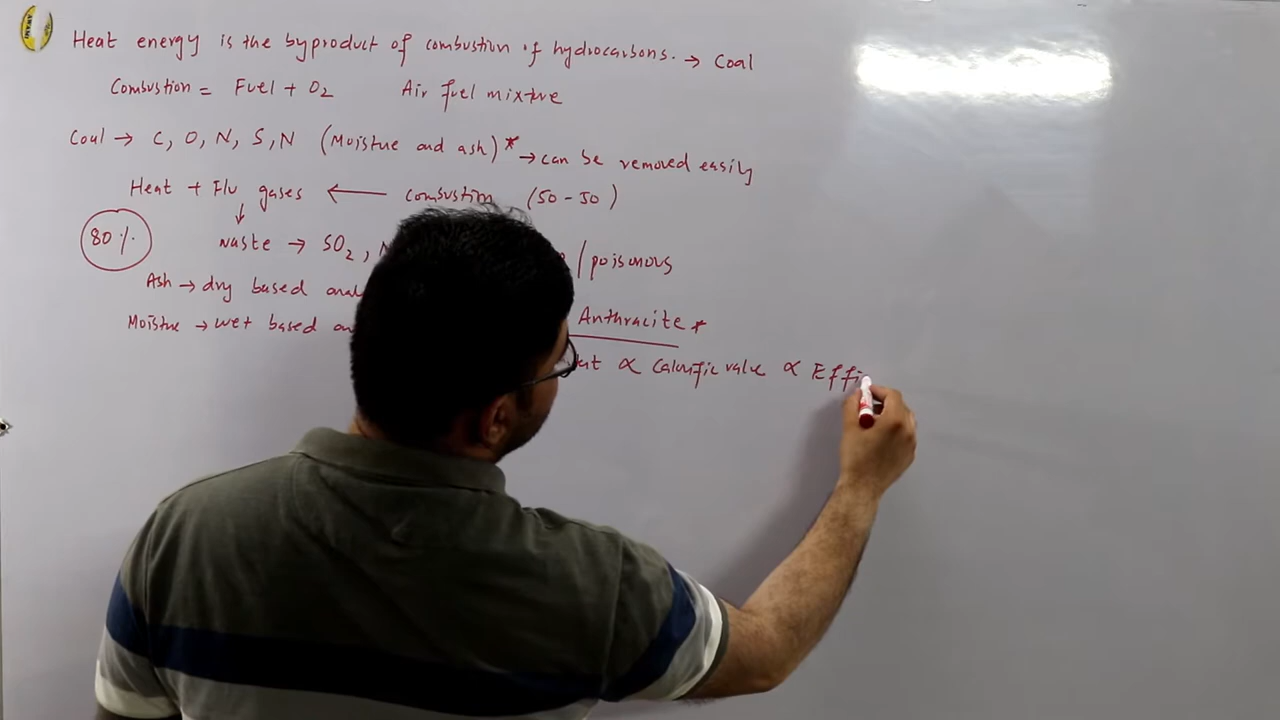 Heat energy is the byproduct of combustion of hydrocarbons. → Coal
Combustion = Fuel + O₂ Air fuel mixture
Coal → C, O, N, S, N (Moisture and ash)* → can be removed easily
Heat + Flu gases ← combustion (50-50)
↓
80%. waste → SO₂, /poisonous
Ash → dry based
Moistue → wet based
Anthracite *
∝ Calorific value ∝ Effi